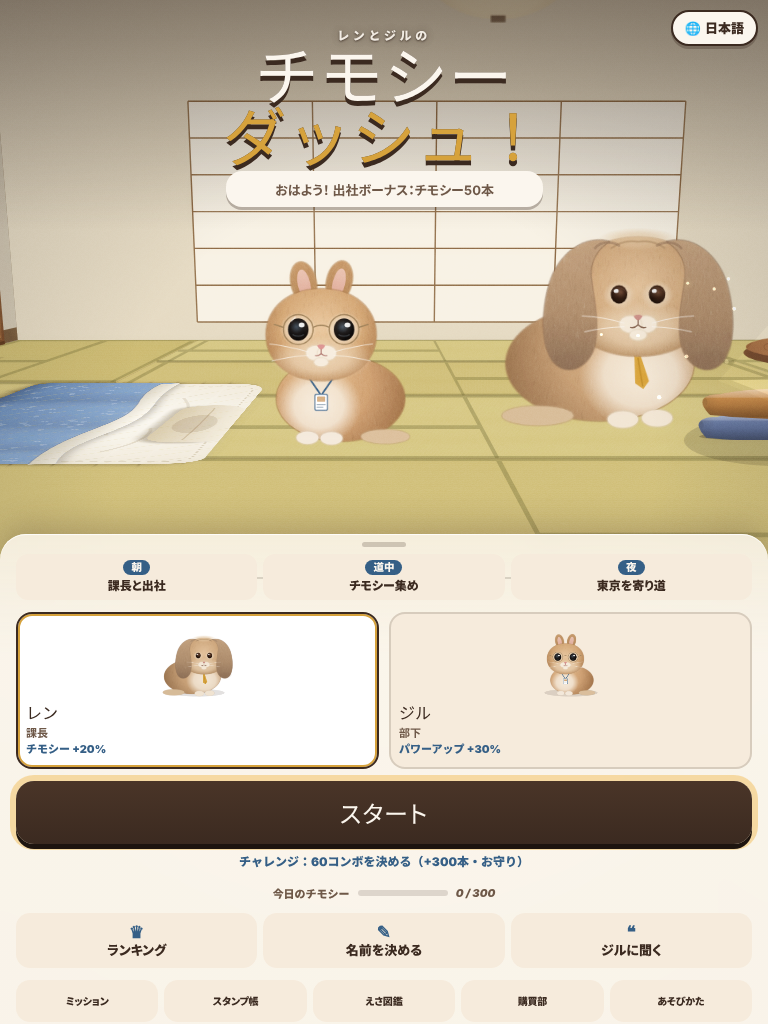 レンとジルの
チモシー
ダッシュ！
🌐 日本語
おはよう！ 出社ボーナス：チモシー50本
朝
課長と出社
道中
チモシー集め
夜
東京を寄り道
レン
課長
チモシー +20%
ジル
部下
パワーアップ +30%
スタート
チャレンジ：60コンボを決める（+300本・お守り）
今日のチモシー 0 / 300
♛
ランキング
✎
名前を決める
❝
ジルに聞く
ミッション
スタンプ帳
えさ図鑑
購買部
あそびかた